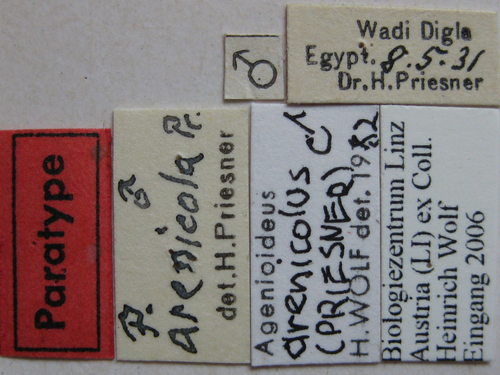 ♂
Wadi Digla
Egypt. 8.5.31
Dr.H.Priesner
Paratype
♂
P. arenicola Pr.
det.H.Priesner
Agenioideus
arenicolus ♂
(PRIESNER)
H.WOLF det. 1982
Biologiezentrum Linz
Austria (LI) ex Coll.
Heinrich Wolf
Eingang 2006